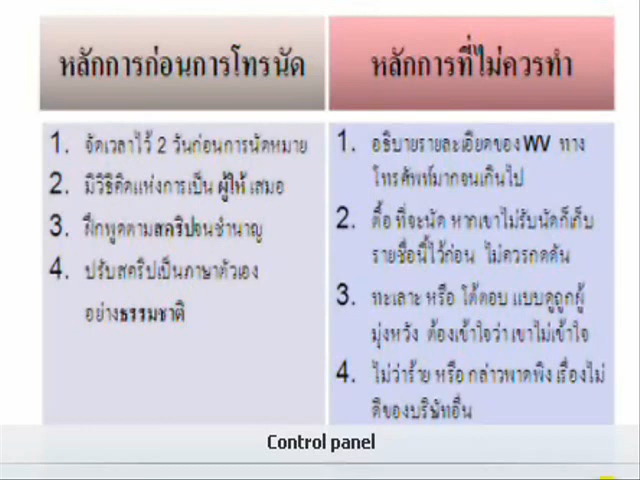 หลักการก่อนการโทรนัด
1. จัดเวลาไว้ 2 วันก่อนการนัดหมาย
2. มีวิธีคิดแห่งการเป็น ผู้ให้ เสมอ
3. ฝึกพูดตามสคริปจนชำนาญ
4. ปรับสคริปเป็นภาษาตัวเอง
อย่างธรรมชาติ
หลักการที่ไม่ควรทำ
1. อธิบายรายละเอียดของ WV ทาง
โทรศัพท์มากจนเกินไป
2. ดื้อ ที่จะนัด หากเขาไม่รับนัดก็เก็บ
รายชื่อนี้ไว้ก่อน ไม่ควรกดดัน
3. ทะเลาะ หรือ โต้ตอบ แบบดูถูกผู้
มุ่งหวัง ต้องเข้าใจว่า เขาไม่เข้าใจ
4. ไม่ว่าร้าย หรือ กล่าวพาดพิง เรื่องไม่
ดีของบริษัทอื่น
Control panel